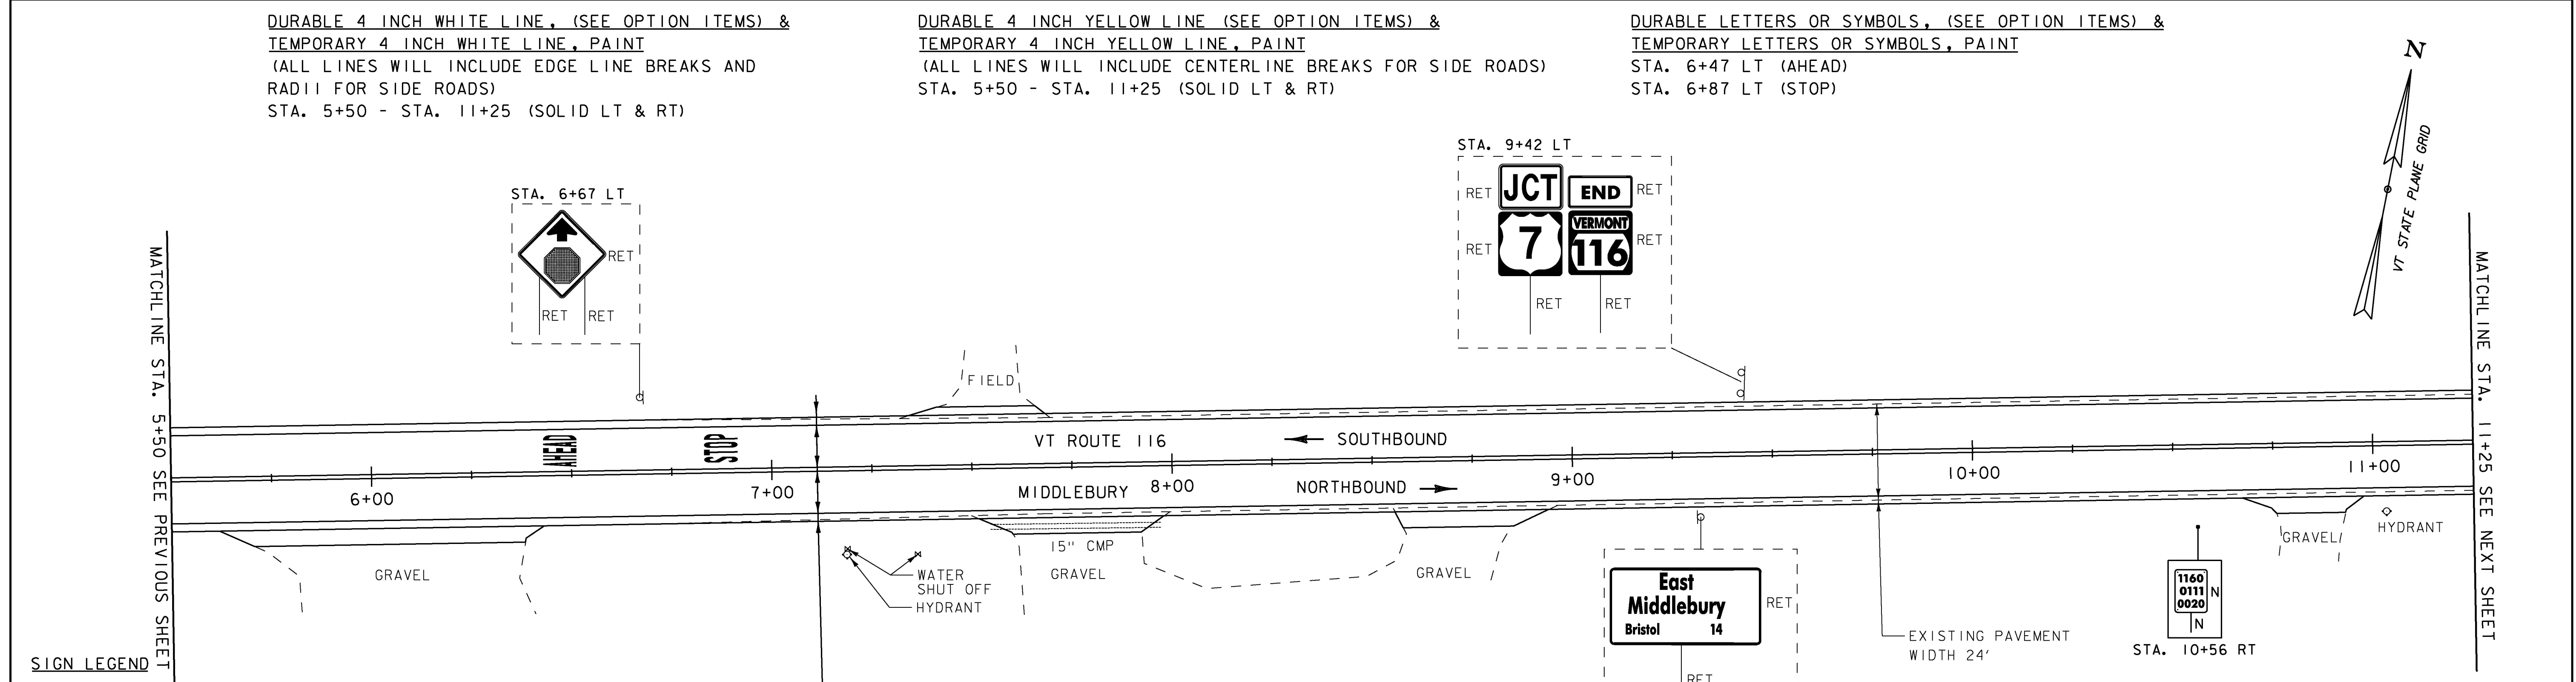 DURABLE 4 INCH WHITE LINE, (SEE OPTION ITEMS) &
TEMPORARY 4 INCH WHITE LINE, PAINT
(ALL LINES WILL INCLUDE EDGE LINE BREAKS AND
RADII FOR SIDE ROADS)
STA. 5+50 - STA. 11+25 (SOLID LT & RT)
DURABLE 4 INCH YELLOW LINE (SEE OPTION ITEMS) &
TEMPORARY 4 INCH YELLOW LINE, PAINT
(ALL LINES WILL INCLUDE CENTERLINE BREAKS FOR SIDE ROADS)
STA. 5+50 - STA. 11+25 (SOLID LT & RT)
DURABLE LETTERS OR SYMBOLS, (SEE OPTION ITEMS) &
TEMPORARY LETTERS OR SYMBOLS, PAINT
STA. 6+47 LT (AHEAD)
STA. 6+87 LT (STOP)
N
VT STATE PLANE GRID
STA. 6+67 LT
RET
RET RET
STA. 9+42 LT
RET JCT END RET
RET 7 VERMONT 116 RET
RET RET
MATCHLINE STA. 5+50 SEE PREVIOUS SHEET
MATCHLINE STA. 11+25 SEE NEXT SHEET
FIELD
AHEAD
STOP
VT ROUTE 116
SOUTHBOUND
6+00
7+00
8+00
9+00
10+00
11+00
MIDDLEBURY
NORTHBOUND
GRAVEL
WATER
SHUT OFF
HYDRANT
15" CMP
GRAVEL
GRAVEL
East
Middlebury
Bristol 14
RET
RET
EXISTING PAVEMENT
WIDTH 24'
1160
0111
0020
N
N
STA. 10+56 RT
GRAVEL
HYDRANT
SIGN LEGEND